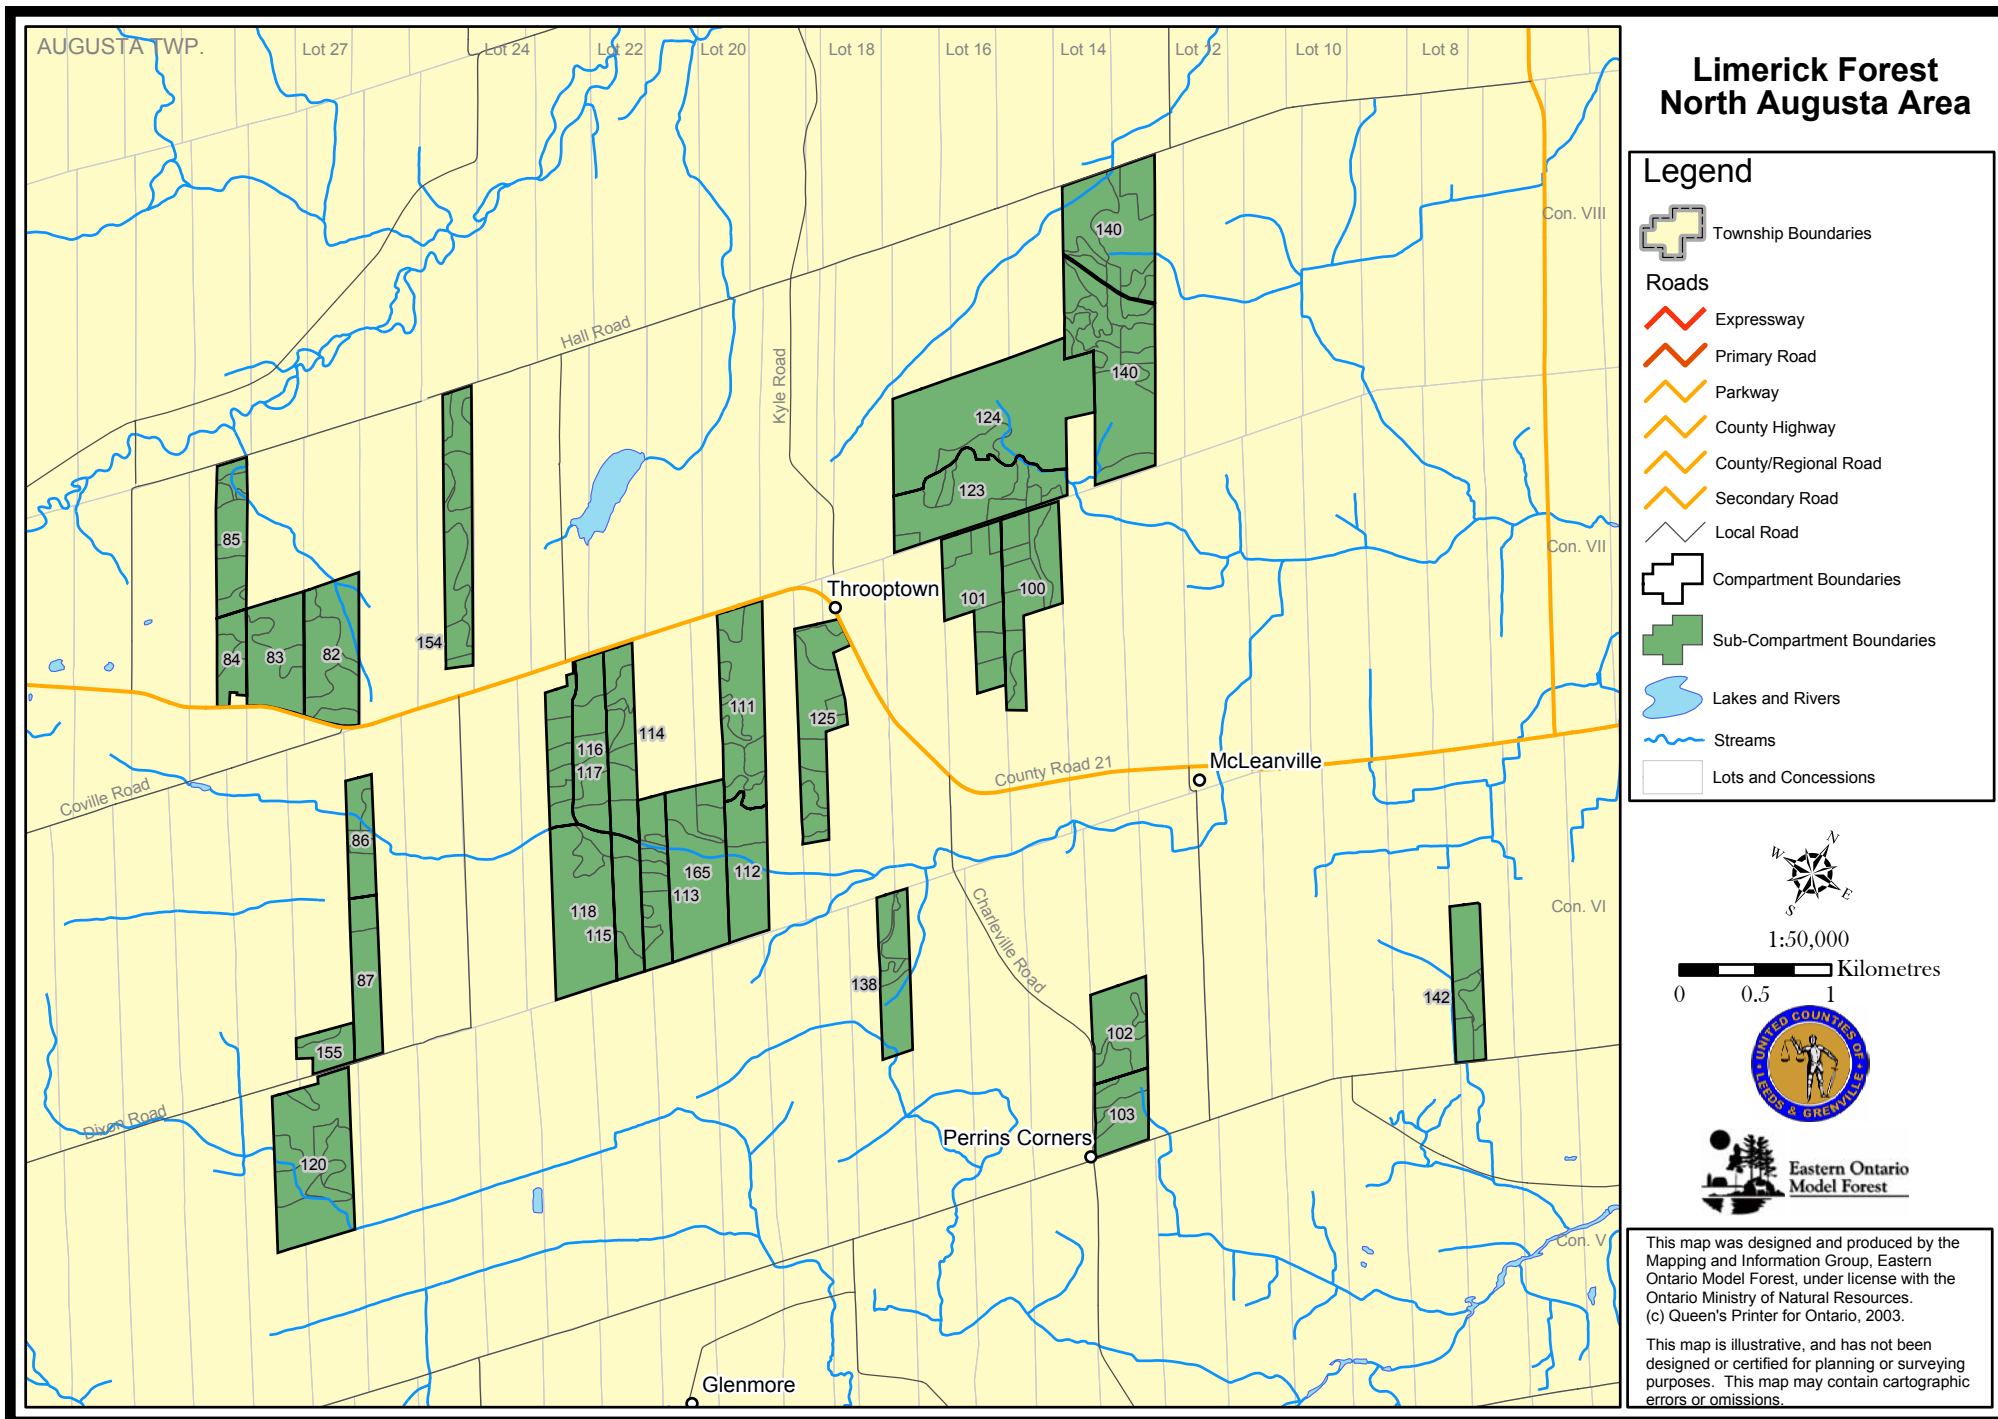 AUGUSTA TWP.
Lot 27
Lot 24
Lot 22
Lot 20
Lot 18
Lot 16
Lot 14
Lot 12
Lot 10
Lot 8
Con. VIII
140
Hall Road
Kyle Road
140
124
123
85
Con. VII
Throoptown
101
100
154
84
83
82
111
125
114
116
117
McLeanville
County Road 21
Coville Road
86
165
112
113
118
115
Con. VI
Charleville Road
87
138
142
102
155
103
Dixon Road
Perrins Corners
120
Con. V
Glenmore
Limerick Forest
North Augusta Area
Legend
Township Boundaries
Roads
Expressway
Primary Road
Parkway
County Highway
County/Regional Road
Secondary Road
Local Road
Compartment Boundaries
Sub-Compartment Boundaries
Lakes and Rivers
Streams
Lots and Concessions
N
W
E
S
1:50,000
Kilometres
0 0.5 1
UNITED COUNTIES OF
LEEDS & GRENVILLE
Eastern Ontario
Model Forest
This map was designed and produced by the
Mapping and Information Group, Eastern
Ontario Model Forest, under license with the
Ontario Ministry of Natural Resources.
(c) Queen's Printer for Ontario, 2003.
This map is illustrative, and has not been
designed or certified for planning or surveying
purposes. This map may contain cartographic
errors or omissions.